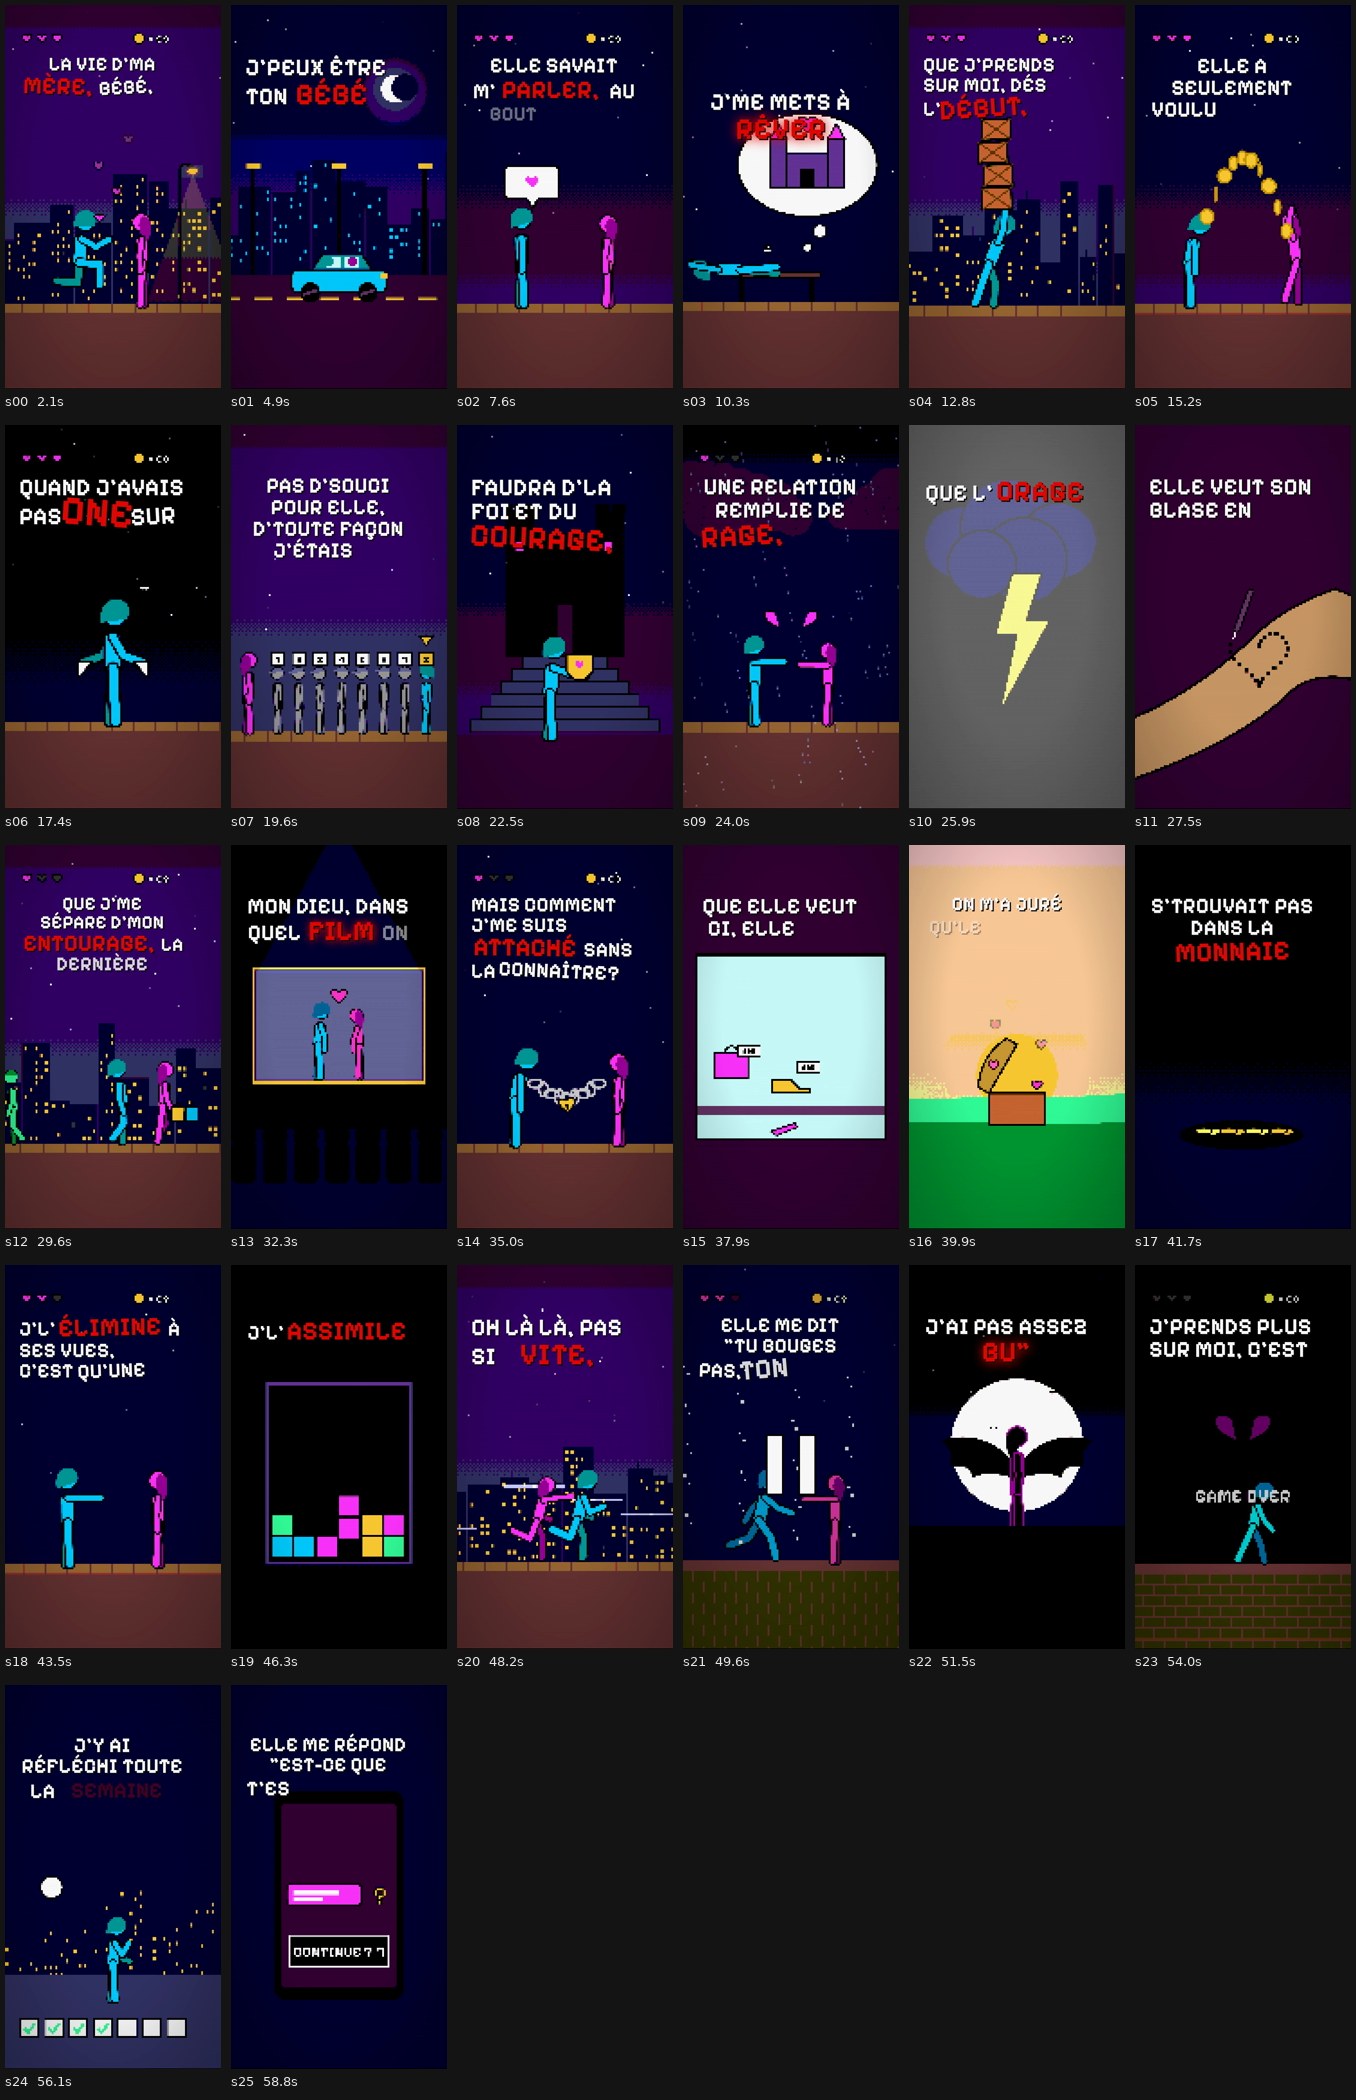 LA VIE D'MA
MÈRE, BÉBÉ,
s00 2.1s
J'PEUX ÊTRE
TON BÉBÉ
s01 4.9s
ELLE SAVAIT
M' PARLER, AU
BOUT
s02 7.6s
J'ME METS À
RÊVER
s03 10.3s
QUE J'PRENDS
SUR MOI, DÉS
L'DÉBUT,
s04 12.8s
ELLE A
SEULEMENT
VOULU
s05 15.2s
QUAND J'AVAIS
PAS ONE SUR
s06 17.4s
PAS D'SOUCI
POUR ELLE,
D'TOUTE FAÇON
J'ÉTAIS
s07 19.6s
FAUDRA D'LA
FOI ET DU
COURAGE,
s08 22.5s
UNE RELATION
REMPLIE DE
RAGE,
s09 24.0s
QUE L' ORAGE
s10 25.9s
ELLE VEUT SON
BLASE EN
s11 27.5s
QUE J'ME
SÉPARE D'MON
ENTOURAGE, LA
DERNIÈRE
s12 29.6s
MON DIEU, DANS
QUEL FILM ON
s13 32.3s
MAIS COMMENT
J'ME SUIS
ATTACHÉ SANS
LA CONNAÎTRE?
s14 35.0s
QUE ELLE VEUT
CI, ELLE
s15 37.9s
ON M'A JURÉ
QU'LE
s16 39.9s
S'TROUVAIT PAS
DANS LA
MONNAIE
s17 41.7s
J'L' ÉLIMINE À
SES VUES,
C'EST QU'UNE
s18 43.5s
J'L' ASSIMILE
s19 46.3s
OH LÀ LÀ, PAS
SI VITE,
s20 48.2s
ELLE ME DIT
"TU BOUGES
PAS, TON
s21 49.6s
J'AI PAS ASSEZ
BU"
s22 51.5s
J'PRENDS PLUS
SUR MOI, C'EST
GAME OVER
s23 54.0s
J'Y AI
RÉFLÉCHI TOUTE
LA SEMAINE
s24 56.1s
ELLE ME RÉPOND
"EST-CE QUE
T'ES
?
CONTINUE? 7
s25 58.8s